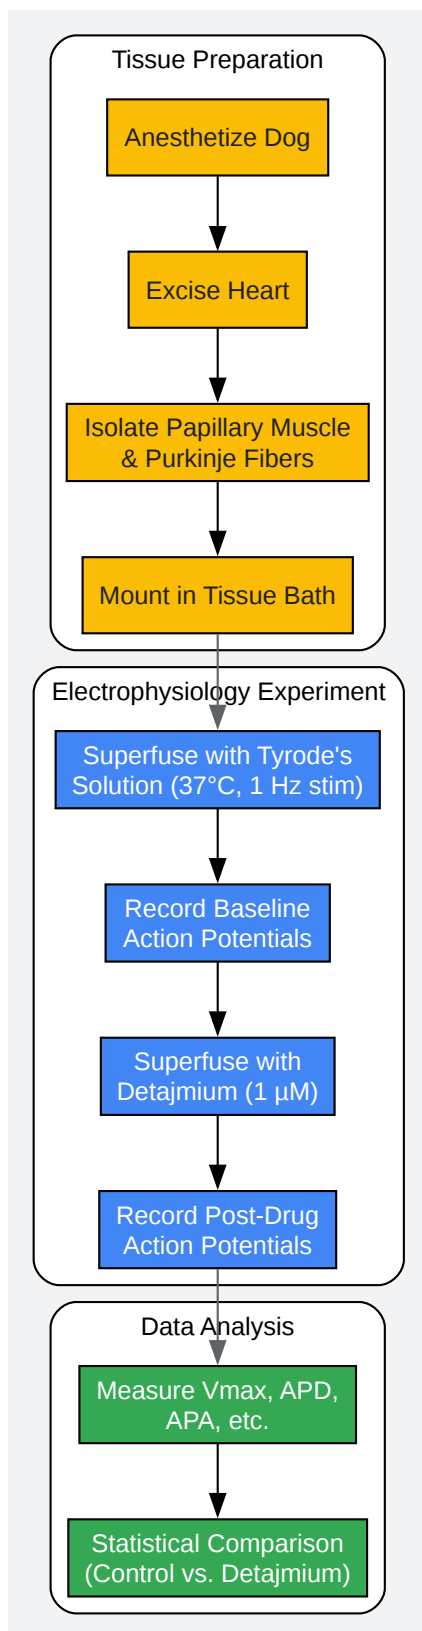 Tissue Preparation
Anesthetize Dog
Excise Heart
Isolate Papillary Muscle
& Purkinje Fibers
Mount in Tissue Bath
Electrophysiology Experiment
Superfuse with Tyrode's
Solution (37°C, 1 Hz stim)
Record Baseline
Action Potentials
Superfuse with
Detajmium (1 µM)
Record Post-Drug
Action Potentials
Data Analysis
Measure Vmax, APD,
APA, etc.
Statistical Comparison
(Control vs. Detajmium)